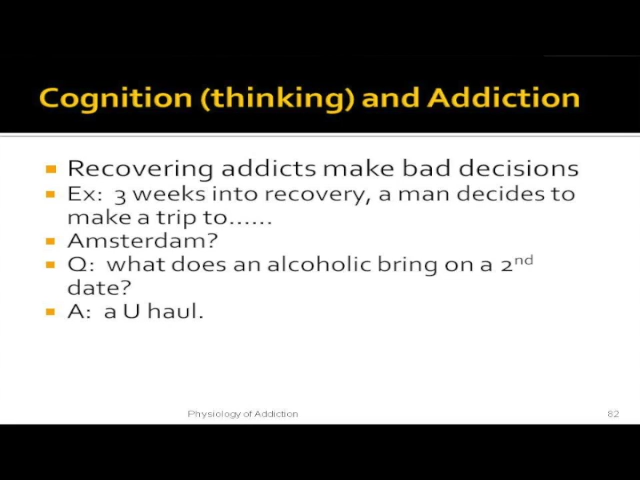 Cognition (thinking) and Addiction
Recovering addicts make bad decisions
Ex: 3 weeks into recovery, a man decides to
make a trip to……
Amsterdam?
Q: what does an alcoholic bring on a 2nd
date?
A: a U haul.
Physiology of Addiction
82